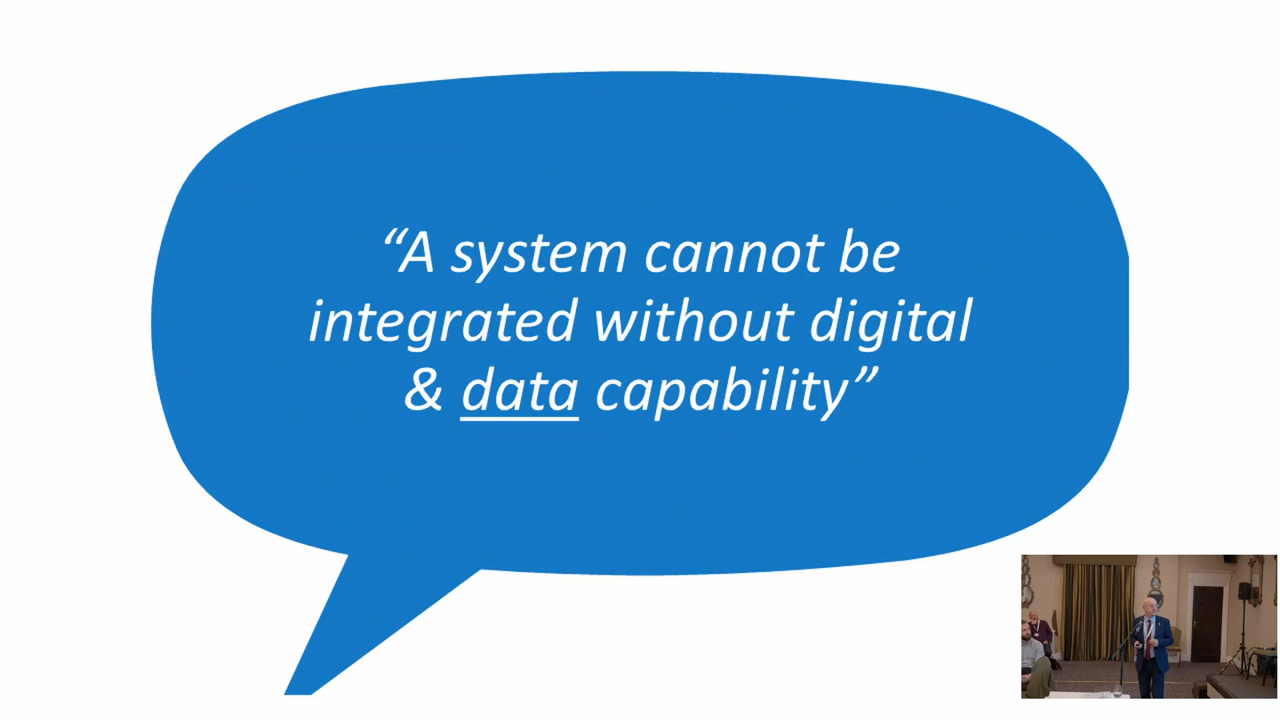 “A system cannot be
integrated without digital
& data capability”